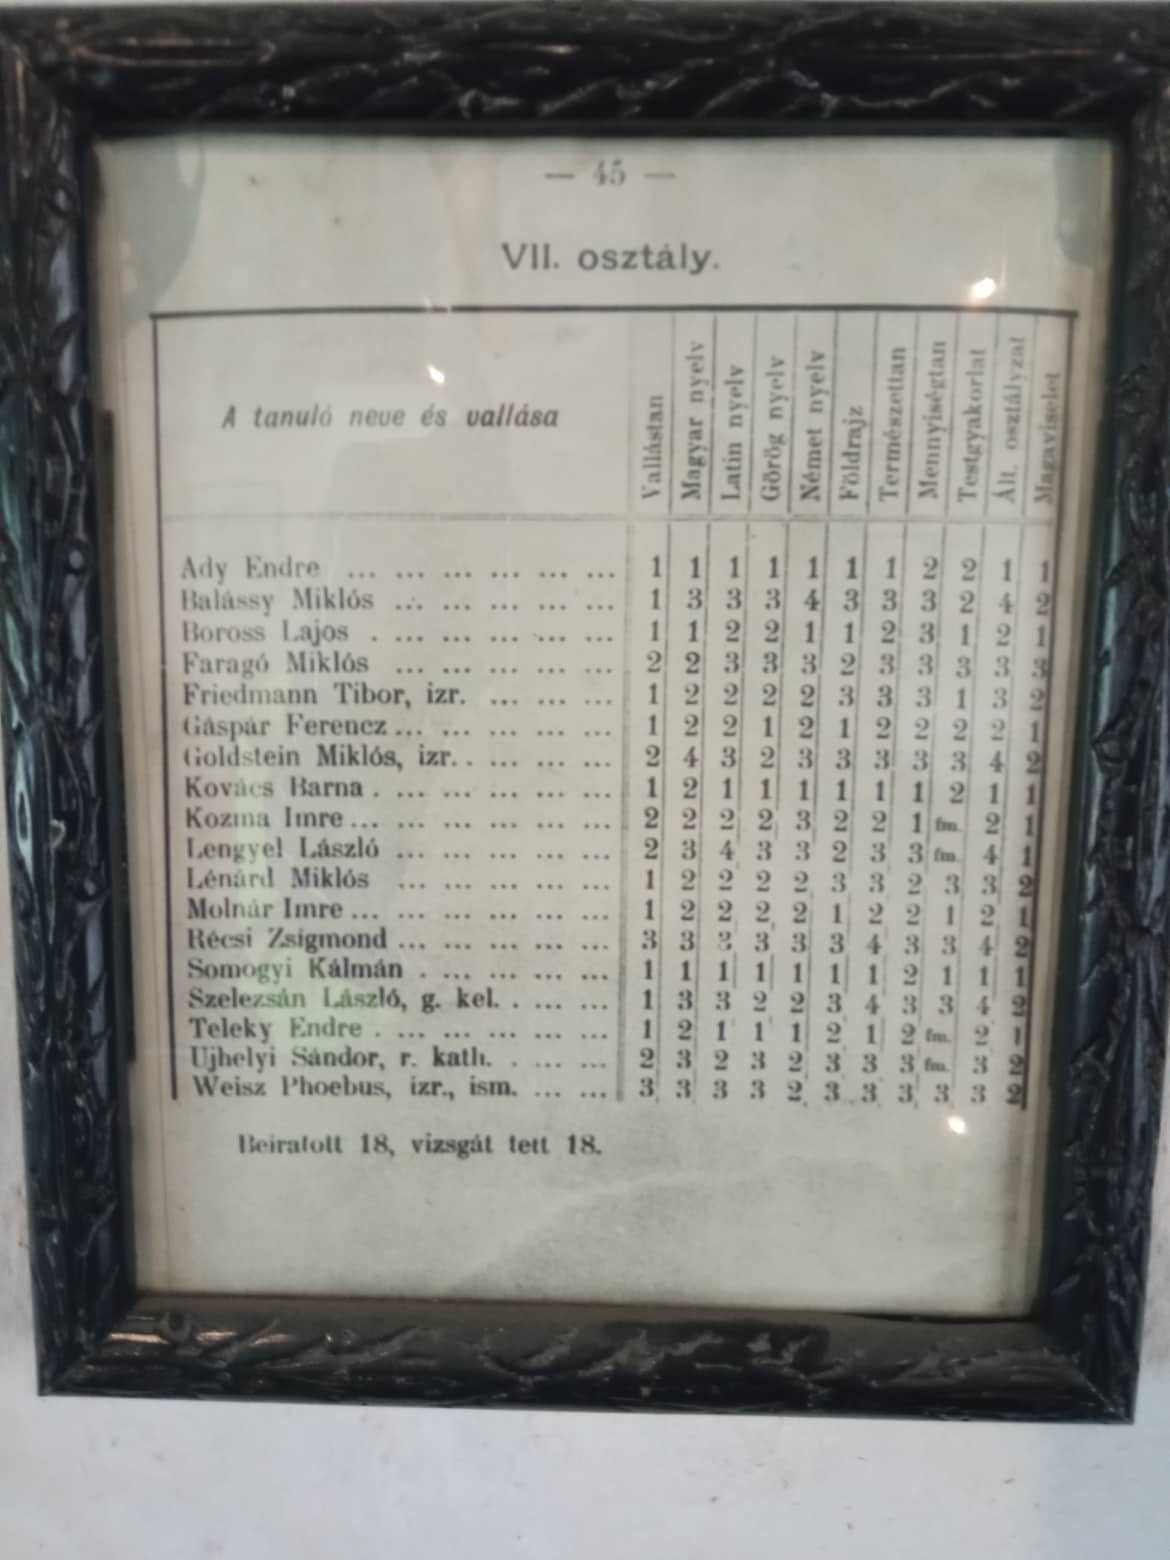 — 45 —
VII. osztály.
A tanuló neve és vallása Vallástan Magyar nyelv Latin nyelv Görög nyelv Német nyelv Földrajz Természettan Mennyiségtan Testgyakorlat Ált. osztályzat Magaviselet
Ady Endre ... ... ... ... ... ... 1 1 1 1 1 1 1 2 2 1 1
Balássy Miklós ... ... ... ... ... 1 3 3 3 4 3 3 3 2 4 2
Boross Lajos . ... ... ... ... ... 1 1 2 2 1 1 2 3 1 2 1
Faragó Miklós ... ... ... ... ... 2 2 3 3 3 2 3 3 3 3 3
Friedmann Tibor, izr. ... ... ... 1 2 2 2 2 3 3 3 1 3 2
Gáspár Ferencz ... ... ... ... ... 1 2 2 1 2 1 2 2 2 2 1
Goldstein Miklós, izr. . ... ... ... 2 4 3 2 3 3 3 3 3 4 2
Kovács Barna . ... ... ... ... ... 1 2 1 1 1 1 1 1 2 1 1
Kozma Imre ... ... ... ... ... ... 2 2 2 2 3 2 2 1 fm. 2 1
Lengyel László ... ... ... ... ... 2 3 4 3 3 2 3 3 fm. 4 1
Lénárd Miklós ... ... ... ... ... 1 2 2 2 2 3 3 2 3 3 2
Molnár Imre ... ... ... ... ... ... 1 2 2 2 2 1 2 2 1 2 1
Récsi Zsigmond ... ... ... ... ... 3 3 3 3 3 3 4 3 3 4 2
Somogyi Kálmán . ... ... ... ... 1 1 1 1 1 1 1 2 1 1 1
Szelezsán László, g. kel. . ... ... 1 3 3 2 2 3 4 3 3 4 2
Teleky Endre . ... ... ... ... ... 1 2 1 1 1 2 1 2 fm. 2 1
Ujhelyi Sándor, r. kath. . ... ... 2 3 2 3 2 3 3 3 fm. 3 2
Weisz Phoebus, izr., ism. ... ... 3 3 3 3 2 3 3 3 3 3 2
Beiratott 18, vizsgát tett 18.